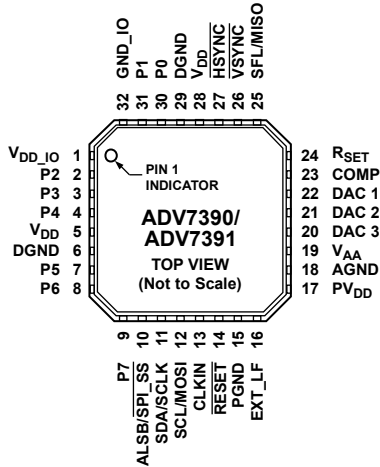 GND_IO
P1
P0
DGND
VDD
HSYNC
VSYNC
SFL/MISO
32
31
30
29
28
27
26
25
VDD_IO 1
P2 2
P3 3
P4 4
VDD 5
DGND 6
P5 7
P6 8
PIN 1
INDICATOR
ADV7390/
ADV7391
TOP VIEW
(Not to Scale)
24 RSET
23 COMP
22 DAC 1
21 DAC 2
20 DAC 3
19 VAA
18 AGND
17 PVDD
9
10
11
12
13
14
15
16
P7
ALSB/SPI_SS
SDA/SCLK
SCL/MOSI
CLKIN
RESET
PGND
EXT_LF